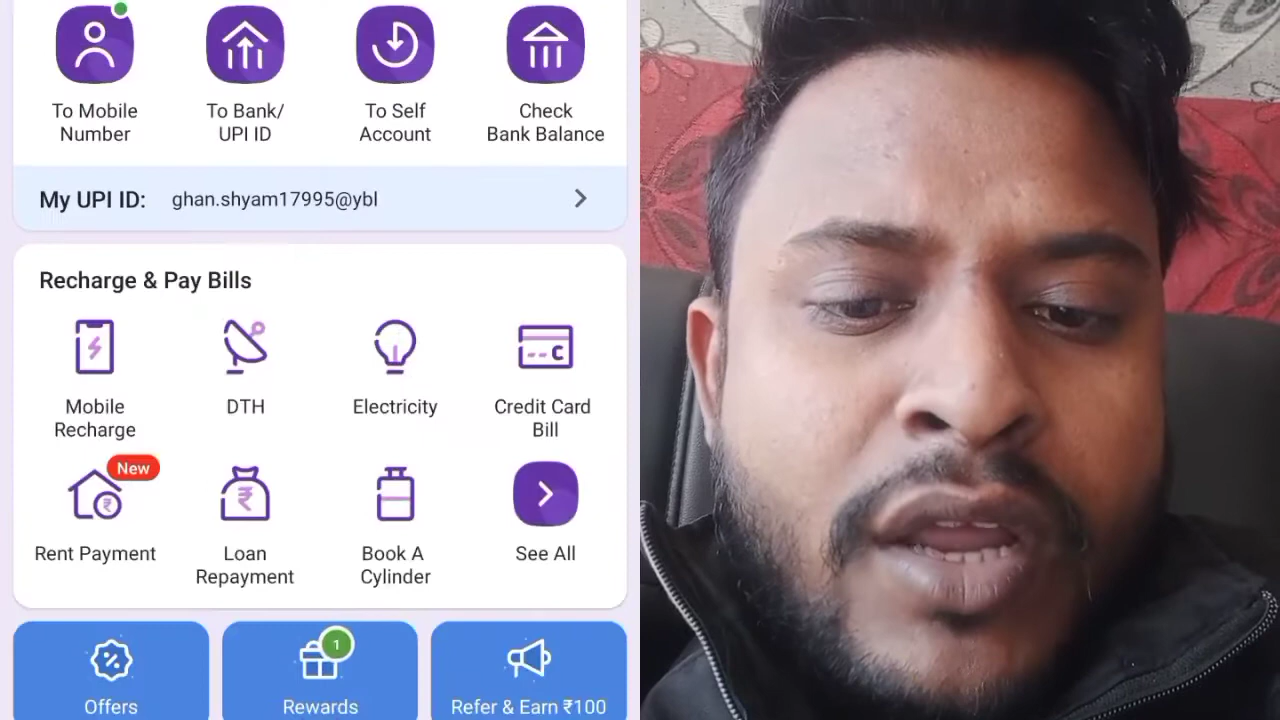 To Mobile
Number
To Bank/
UPI ID
To Self
Account
Check
Bank Balance
My UPI ID: ghan.shyam17995@ybl
Recharge & Pay Bills
Mobile
Recharge
DTH
Electricity
C
Credit Card
Bill
New
₹
Rent Payment
₹
Loan
Repayment
Book A
Cylinder
See All
%
Offers
1
Rewards
Refer & Earn ₹100